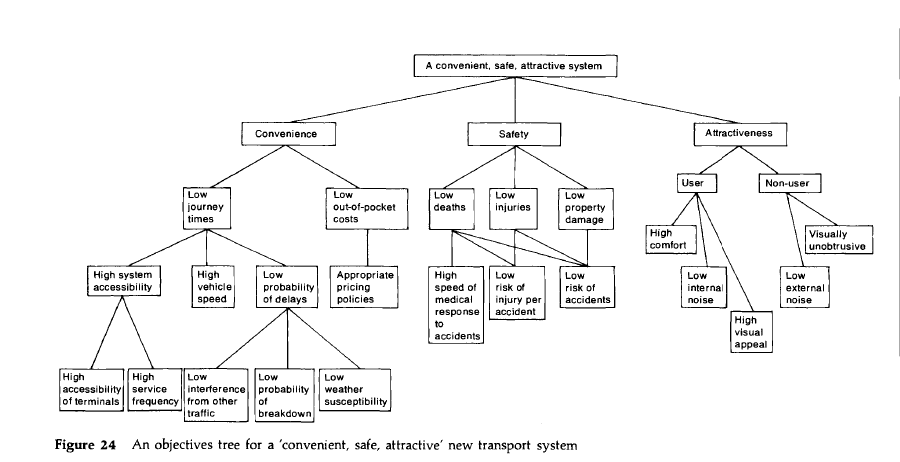 A convenient, safe, attractive system
Convenience
Safety
Attractiveness
Low
journey
times
Low
out-of-pocket
costs
Low
deaths
Low
injuries
Low
property
damage
User
Non-user
High
comfort
Visually
unobtrusive
High system
accessibility
High
vehicle
speed
Low
probability
of delays
Appropriate
pricing
policies
High
speed of
medical
response
to
accidents
Low
risk of
injury per
accident
Low
risk of
accidents
Low
internal
noise
Low
external
noise
High
visual
appeal
High
accessibility
of terminals
High
service
frequency
Low
interference
from other
traffic
Low
probability
of
breakdown
Low
weather
susceptibility
Figure 24 An objectives tree for a 'convenient, safe, attractive' new transport system